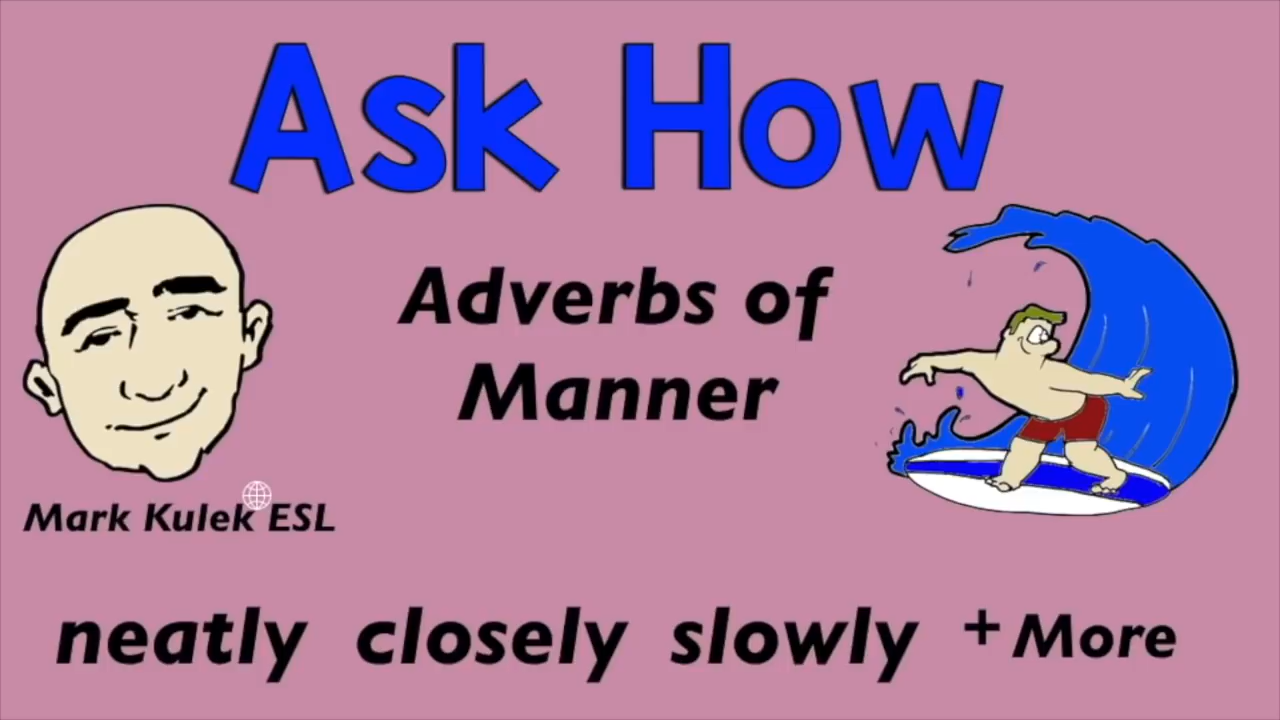 Ask How
Adverbs of
Manner
Mark Kulek ESL
neatly closely slowly + More